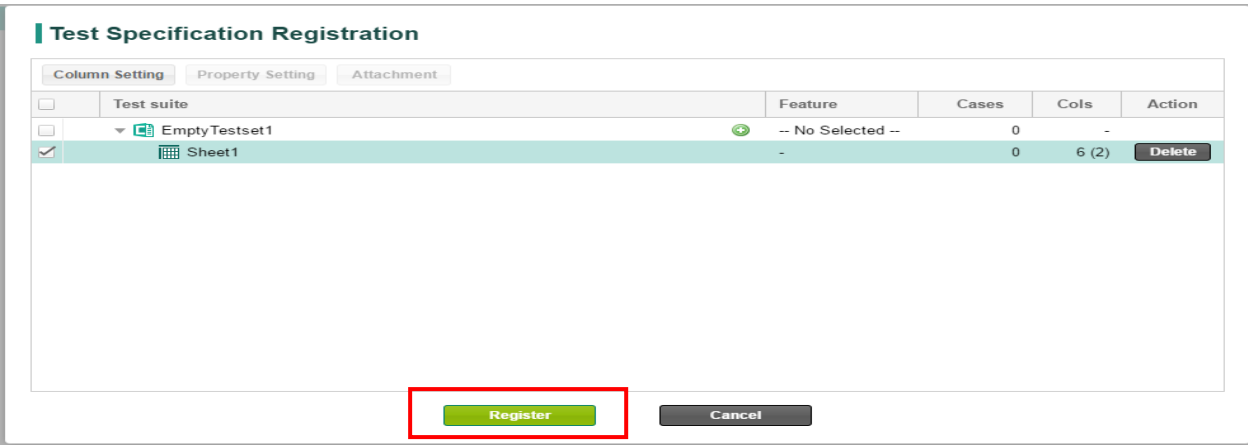 Test Specification Registration
Column Setting Property Setting Attachment
Test suite Feature Cases Cols Action
EmptyTestset1 -- No Selected -- 0 -
Sheet1 - 0 6 (2) Delete
Register Cancel